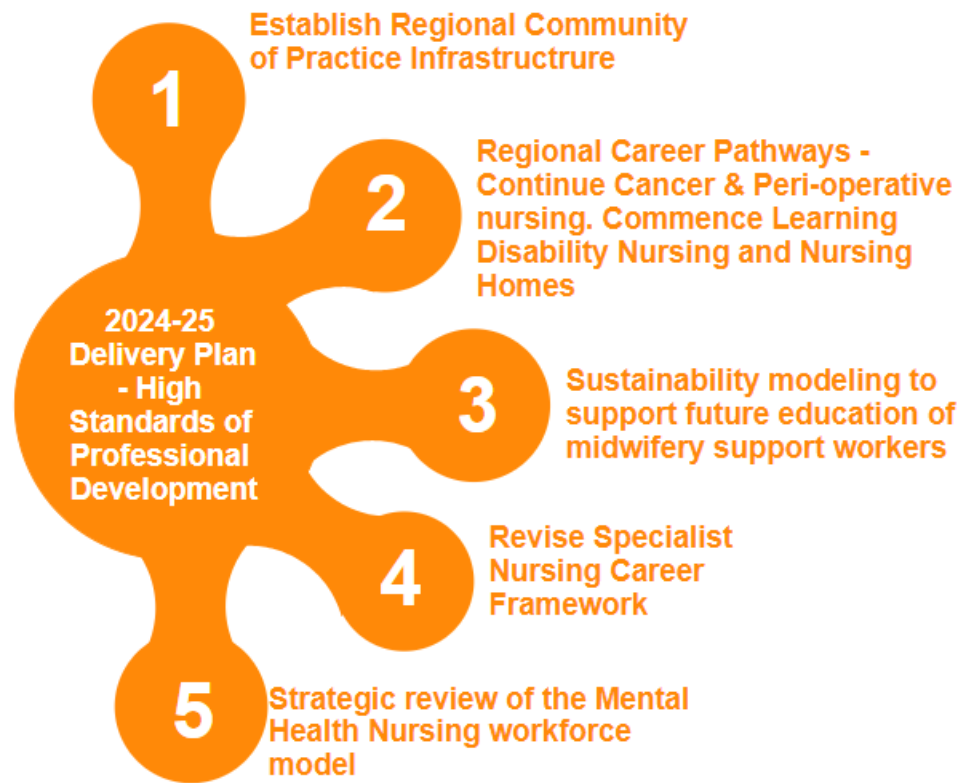 1
Establish Regional Community
of Practice Infrastructrure
2
Regional Career Pathways -
Continue Cancer & Peri-operative
nursing. Commence Learning
Disability Nursing and Nursing
Homes
2024-25
Delivery Plan
- High
Standards of
Professional
Development
3
Sustainability modeling to
support future education of
midwifery support workers
4
Revise Specialist
Nursing Career
Framework
5
Strategic review of the Mental
Health Nursing workforce
model